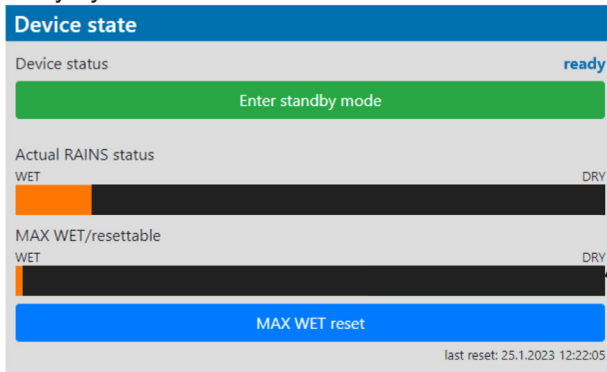 Device state
Device status ready
Enter standby mode
Actual RAINS status
WET DRY
MAX WET/resettable
WET DRY
MAX WET reset
last reset: 25.1.2023 12:22:05